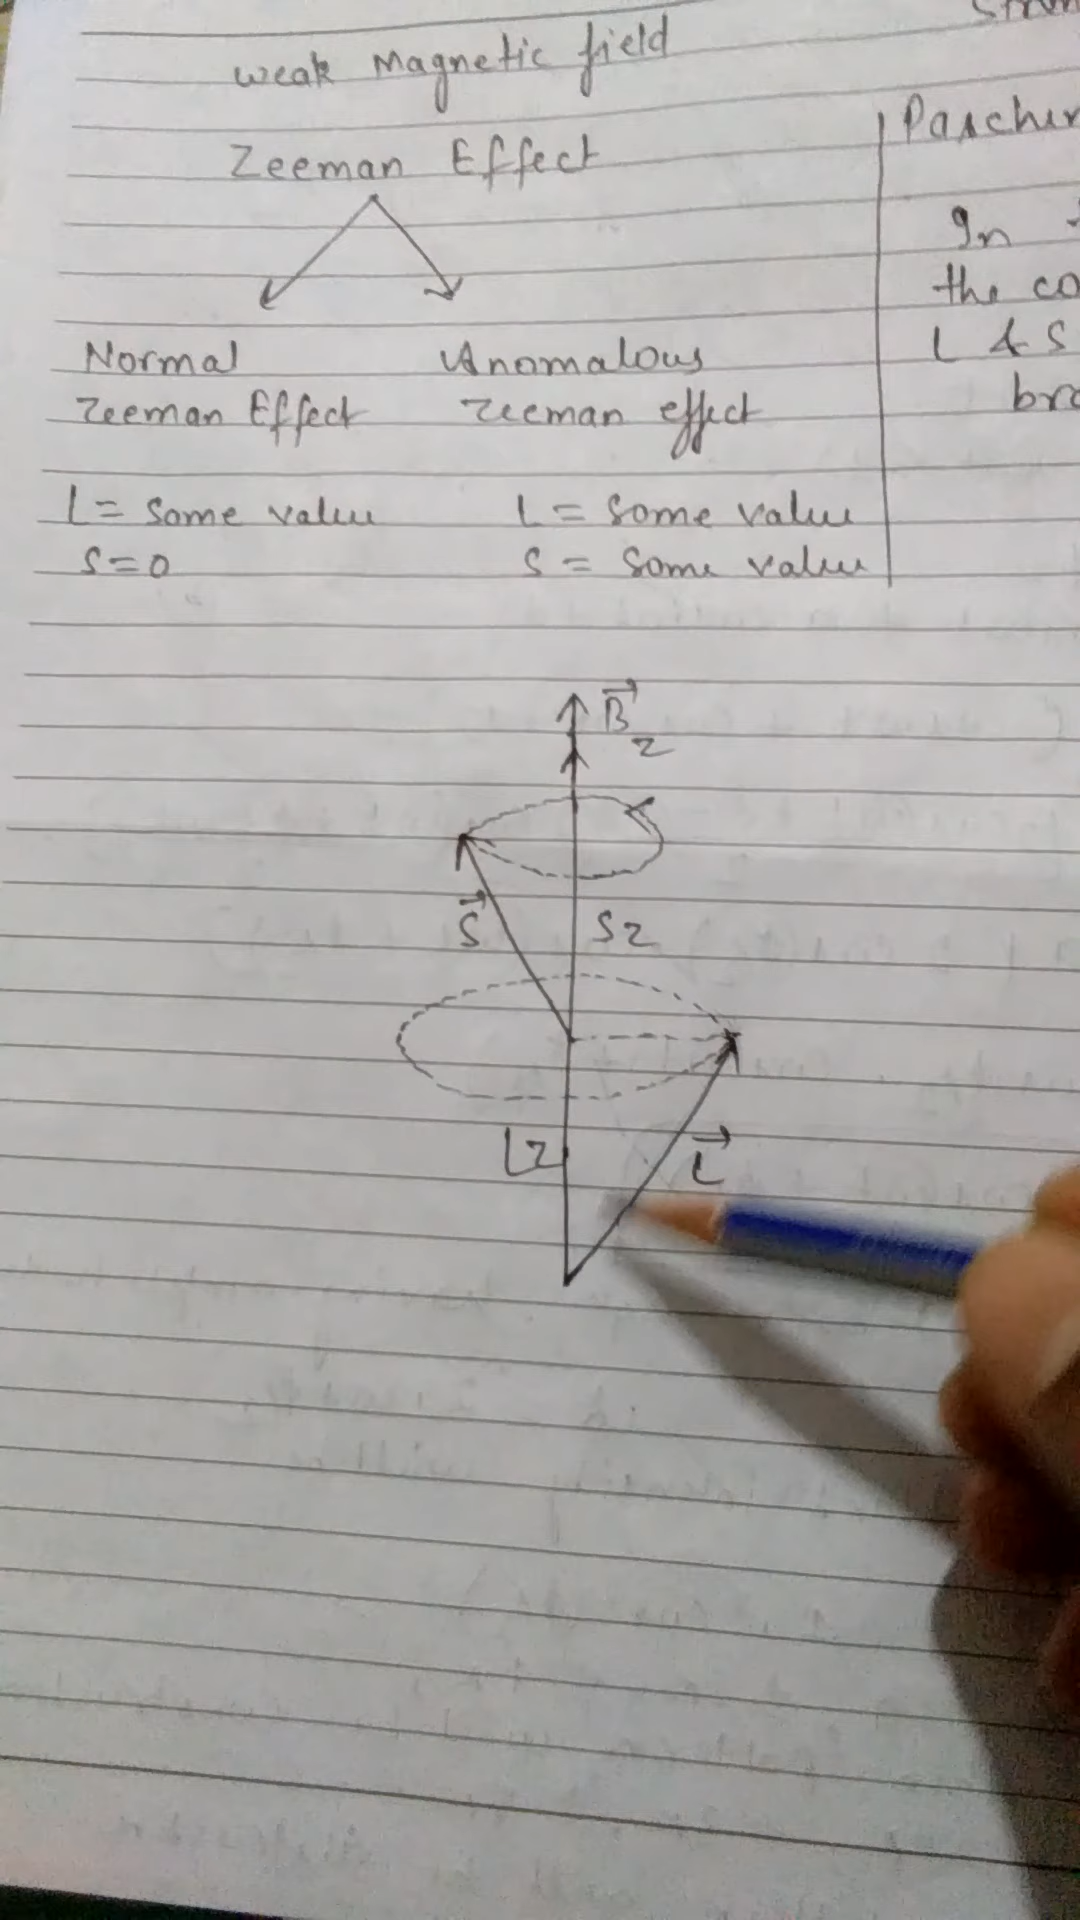 weak Magnetic field
Zeeman Effect
Normal
Zeeman Effect
L = Some value
S = 0
Anomalous
Zeeman effect
L = Some value
S = Some value
In
the
L & S
B
z
S
Sz
Lz
L